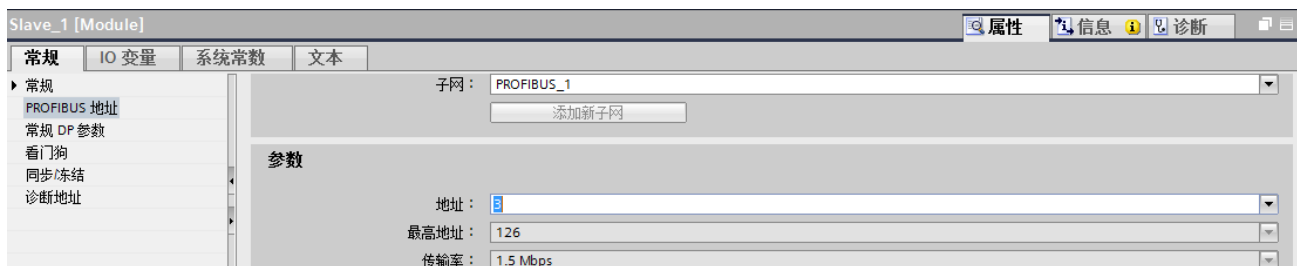 Slave_1 [Module]
属性 信息 诊断
常规 IO 变量 系统常数 文本
常规
PROFIBUS 地址
常规 DP 参数
看门狗
同步/冻结
诊断地址
子网： PROFIBUS_1
添加新子网
参数
地址： 3
最高地址： 126
传输率： 1.5 Mbps